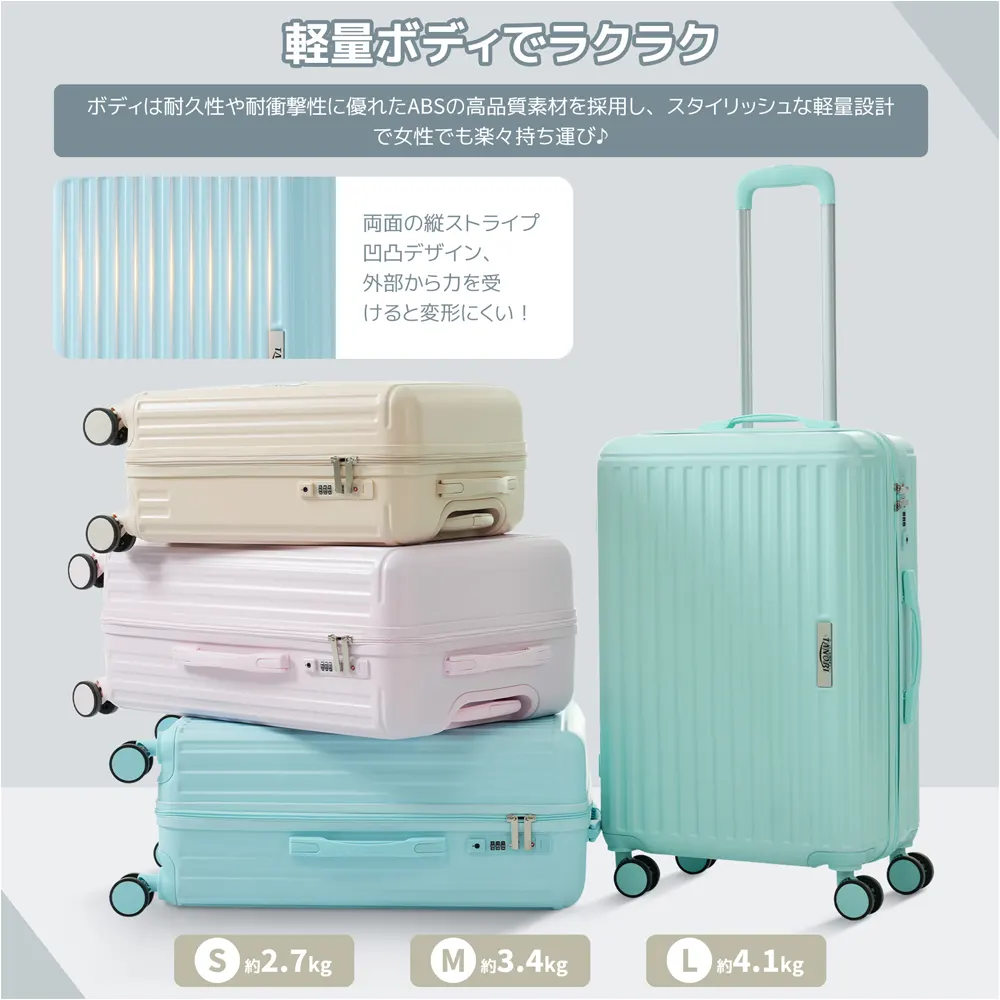 軽量ボディでラクラク
ボディは耐久性や耐衝撃性に優れたABSの高品質素材を採用し、スタイリッシュな軽量設計
で女性でも楽々持ち運び♪
両面の縦ストライプ
凹凸デザイン、
外部から力を受
けると変形にくい！
TANOBI
S 約2.7kg
M 約3.4kg
L 約4.1kg